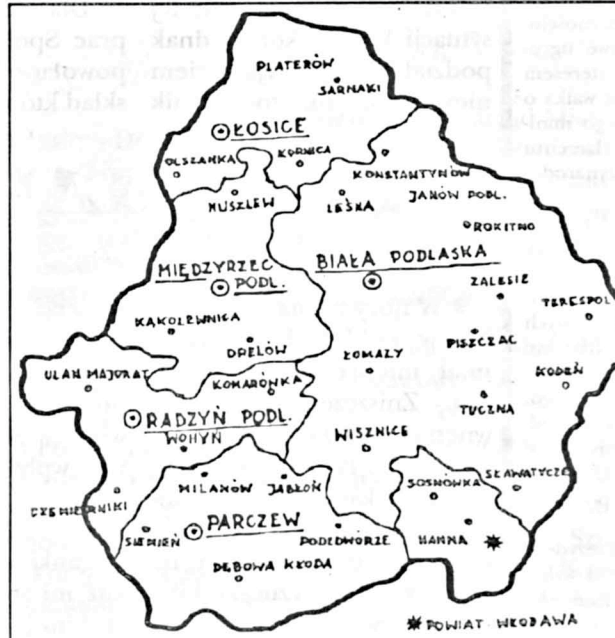 PLATERÓW
SARNAKI
ŁOSICE
OLSZANKA
KORNICA
KONSTANTYNÓW
HUSZLEW
LEŚNA
JANÓW PODL.
ROKITNO
MIĘDZYRZEC
PODL.
BIAŁA PODLASKA
ZALESIE
TERESPOL
KĄKOLEWNICA
DRELÓW
PISZCZAC
ŁOMAZY
KODEŃ
ULAN MAJORAT
KOMARÓWKA
TUCZNA
RADZYŃ PODL.
WOHYŃ
WISZNICE
MILANÓW
JABŁOŃ
SOSNÓWKA
SŁAWATYCZE
CZEMIERNIKI
SIEMIEŃ
PARCZEW
PODEDWÓRZE
HANNA
DĘBOWA KŁODA
POWIAT WŁODAWA